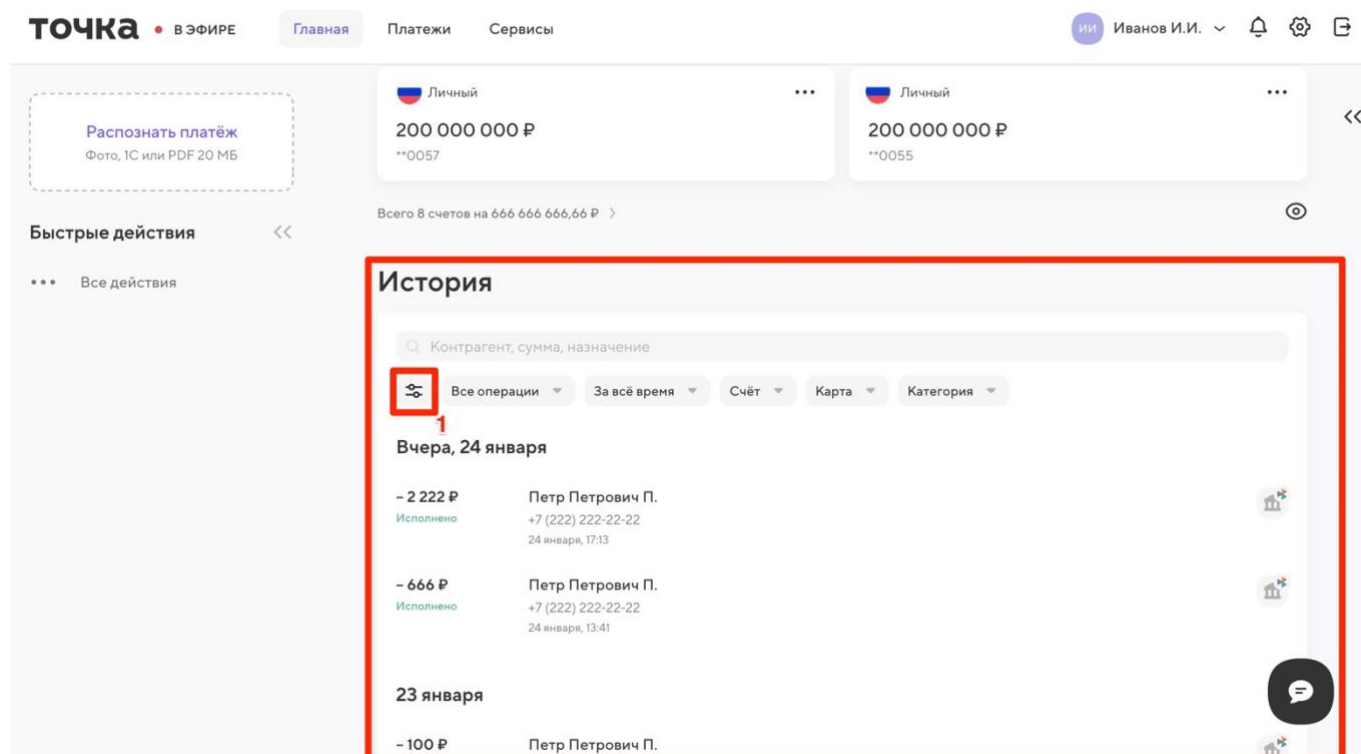 точка • В ЭФИРЕ Главная Платежи Сервисы ИИ Иванов И.И.
Распознать платёж
Фото, 1С или PDF 20 МБ
Быстрые действия
Все действия
Личный
200 000 000 ₽
**0057
Личный
200 000 000 ₽
**0055
Всего 8 счетов на 666 666 666,66 ₽
История
Контрагент, сумма, назначение
Все операции За всё время Счёт Карта Категория
1
Вчера, 24 января
– 2 222 ₽ Петр Петрович П.
Исполнено +7 (222) 222-22-22
24 января, 17:13
– 666 ₽ Петр Петрович П.
Исполнено +7 (222) 222-22-22
24 января, 13:41
23 января
– 100 ₽ Петр Петрович П.